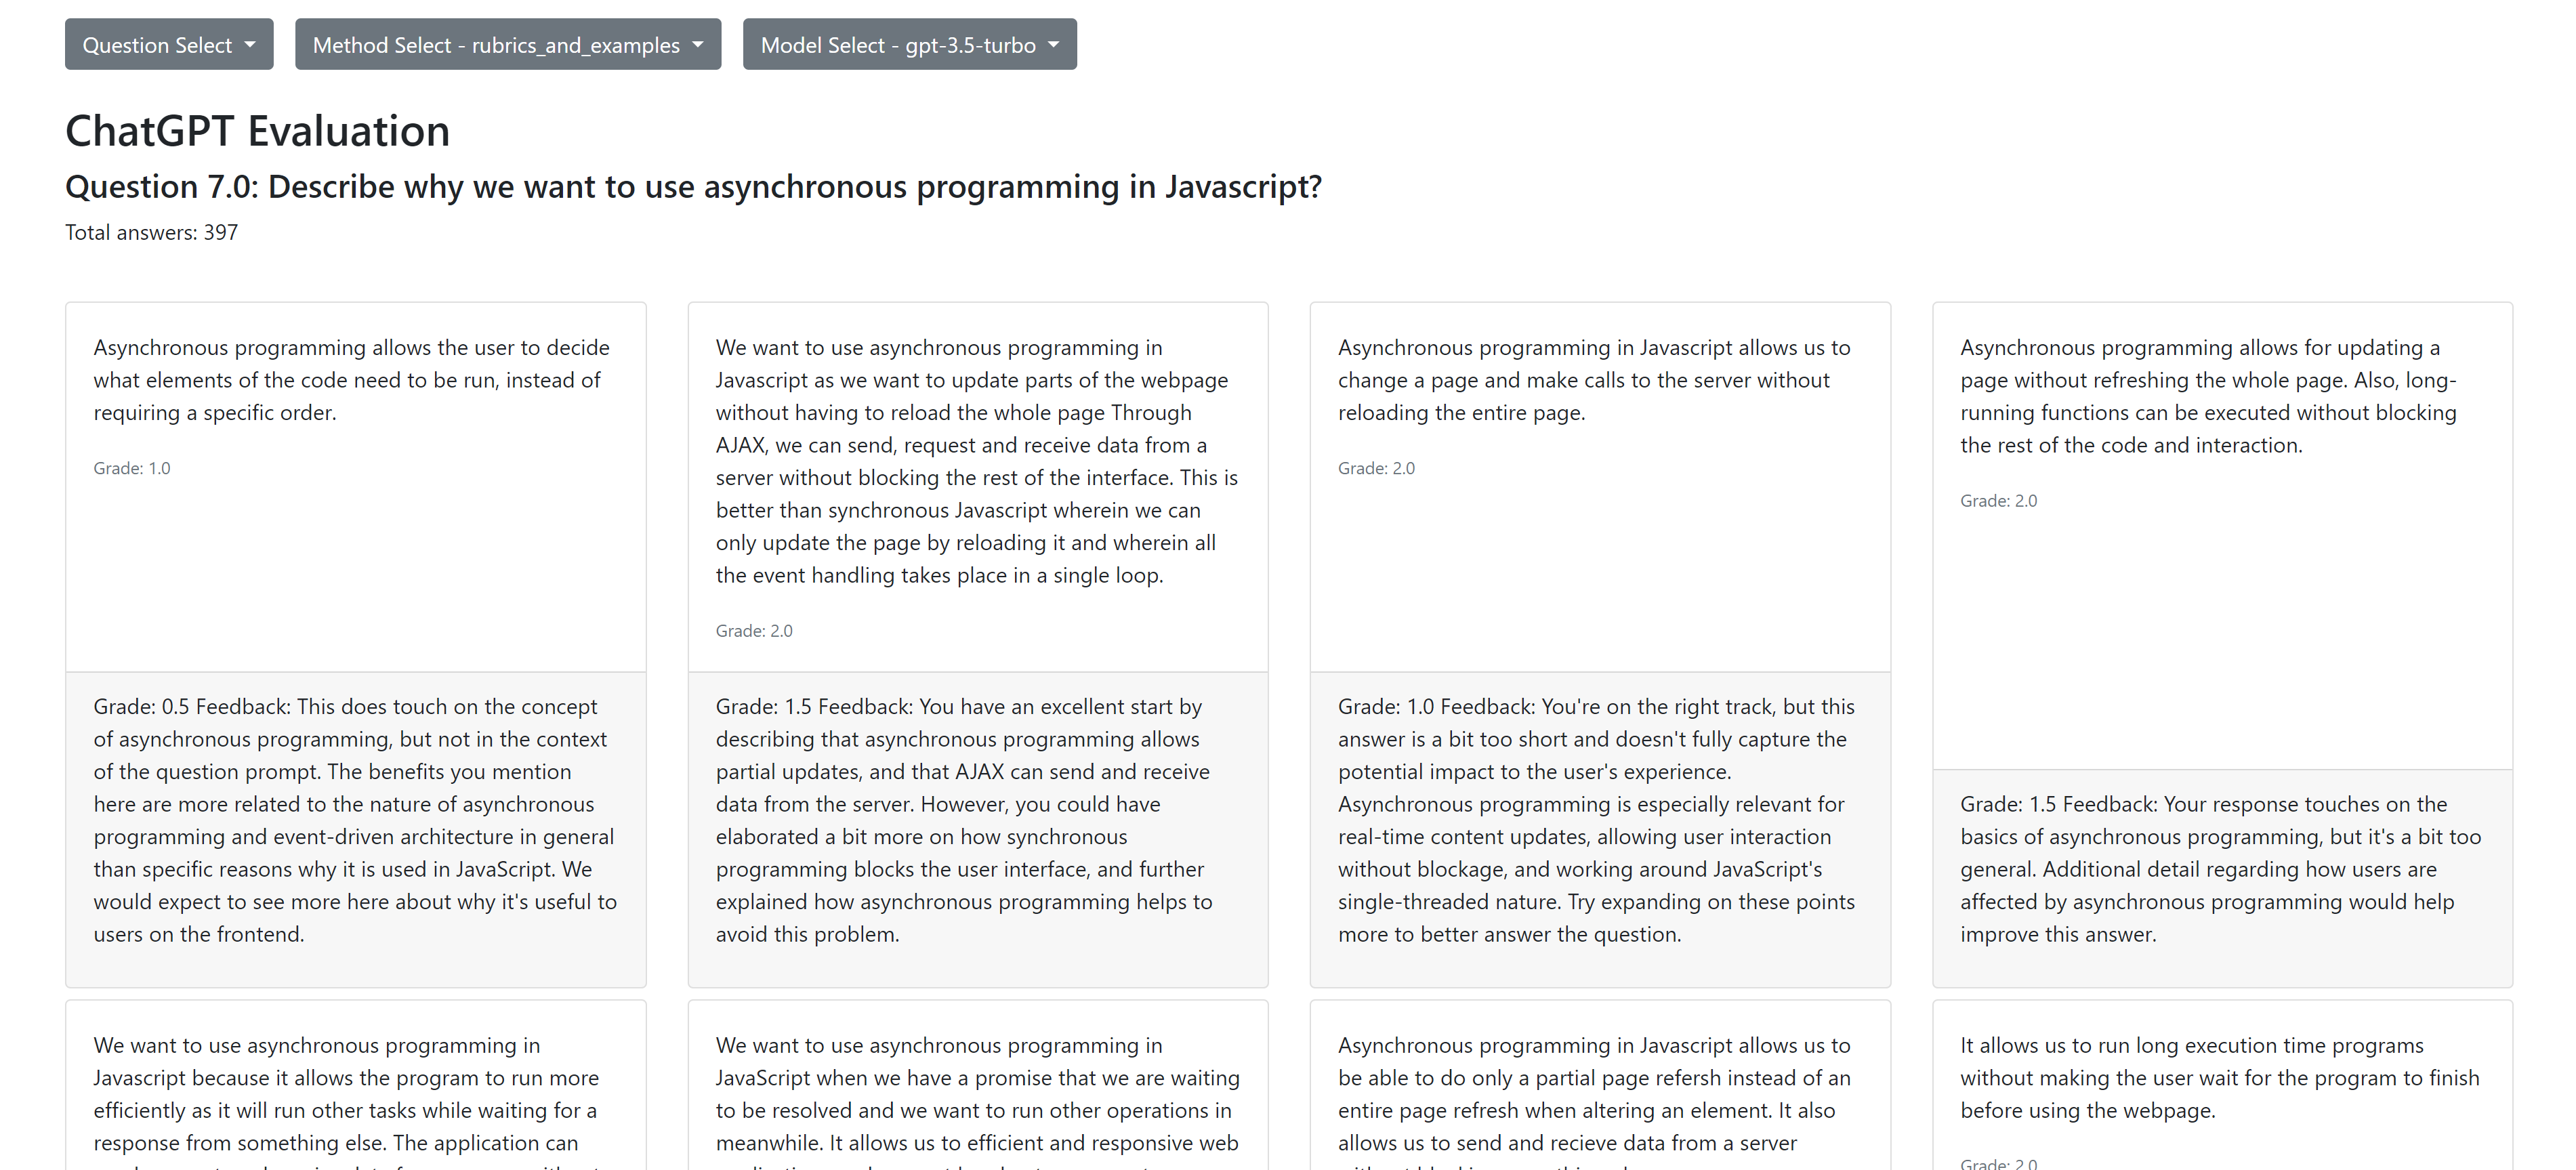 Question Select
Method Select - rubrics_and_examples
Model Select - gpt-3.5-turbo
ChatGPT Evaluation
Question 7.0: Describe why we want to use asynchronous programming in Javascript?
Total answers: 397
Asynchronous programming allows the user to decide
what elements of the code need to be run, instead of
requiring a specific order.
Grade: 1.0
Grade: 0.5 Feedback: This does touch on the concept
of asynchronous programming, but not in the context
of the question prompt. The benefits you mention
here are more related to the nature of asynchronous
programming and event-driven architecture in general
than specific reasons why it is used in JavaScript. We
would expect to see more here about why it's useful to
users on the frontend.
We want to use asynchronous programming in
Javascript as we want to update parts of the webpage
without having to reload the whole page Through
AJAX, we can send, request and receive data from a
server without blocking the rest of the interface. This is
better than synchronous Javascript wherein we can
only update the page by reloading it and wherein all
the event handling takes place in a single loop.
Grade: 2.0
Grade: 1.5 Feedback: You have an excellent start by
describing that asynchronous programming allows
partial updates, and that AJAX can send and receive
data from the server. However, you could have
elaborated a bit more on how synchronous
programming blocks the user interface, and further
explained how asynchronous programming helps to
avoid this problem.
Asynchronous programming in Javascript allows us to
change a page and make calls to the server without
reloading the entire page.
Grade: 2.0
Grade: 1.0 Feedback: You're on the right track, but this
answer is a bit too short and doesn't fully capture the
potential impact to the user's experience.
Asynchronous programming is especially relevant for
real-time content updates, allowing user interaction
without blockage, and working around JavaScript's
single-threaded nature. Try expanding on these points
more to better answer the question.
Asynchronous programming allows for updating a
page without refreshing the whole page. Also, long-
running functions can be executed without blocking
the rest of the code and interaction.
Grade: 2.0
Grade: 1.5 Feedback: Your response touches on the
basics of asynchronous programming, but it's a bit too
general. Additional detail regarding how users are
affected by asynchronous programming would help
improve this answer.
We want to use asynchronous programming in
Javascript because it allows the program to run more
efficiently as it will run other tasks while waiting for a
response from something else. The application can
We want to use asynchronous programming in
JavaScript when we have a promise that we are waiting
to be resolved and we want to run other operations in
meanwhile. It allows us to efficient and responsive web
Asynchronous programming in Javascript allows us to
be able to do only a partial page refersh instead of an
entire page refresh when altering an element. It also
allows us to send and recieve data from a server
It allows us to run long execution time programs
without making the user wait for the program to finish
before using the webpage.
Grade: 2.0